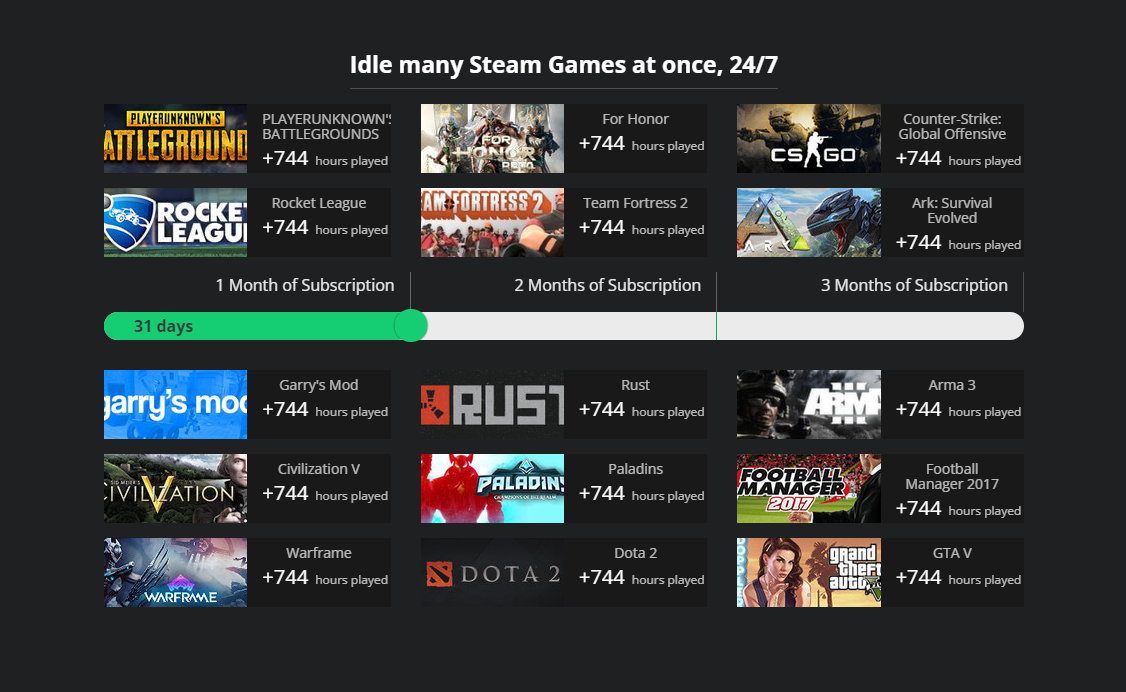 Idle many Steam Games at once, 24/7
PLAYERUNKNOWN'S
BATTLEGROUNDS
PLAYERUNKNOWN'S
BATTLEGROUNDS
+744 hours played
FOR
HONOR
BETA
For Honor
+744 hours played
CS GO
Counter-Strike:
Global Offensive
+744 hours played
ROCKET
LEAGUE
Rocket League
+744 hours played
TEAM FORTRESS 2
Team Fortress 2
+744 hours played
ARK
Ark: Survival
Evolved
+744 hours played
1 Month of Subscription
2 Months of Subscription
3 Months of Subscription
31 days
garry's mod
Garry's Mod
+744 hours played
RUST
Rust
+744 hours played
ARMA
III
Arma 3
+744 hours played
SID MEIER'S
CIVILIZATION
V
Civilization V
+744 hours played
PALADINS
CHAMPIONS OF THE REALM
Paladins
+744 hours played
FOOTBALL
MANAGER
2017
Football
Manager 2017
+744 hours played
WARFRAME
Warframe
+744 hours played
DOTA 2
Dota 2
+744 hours played
grand
theft
auto
V
GTA V
+744 hours played